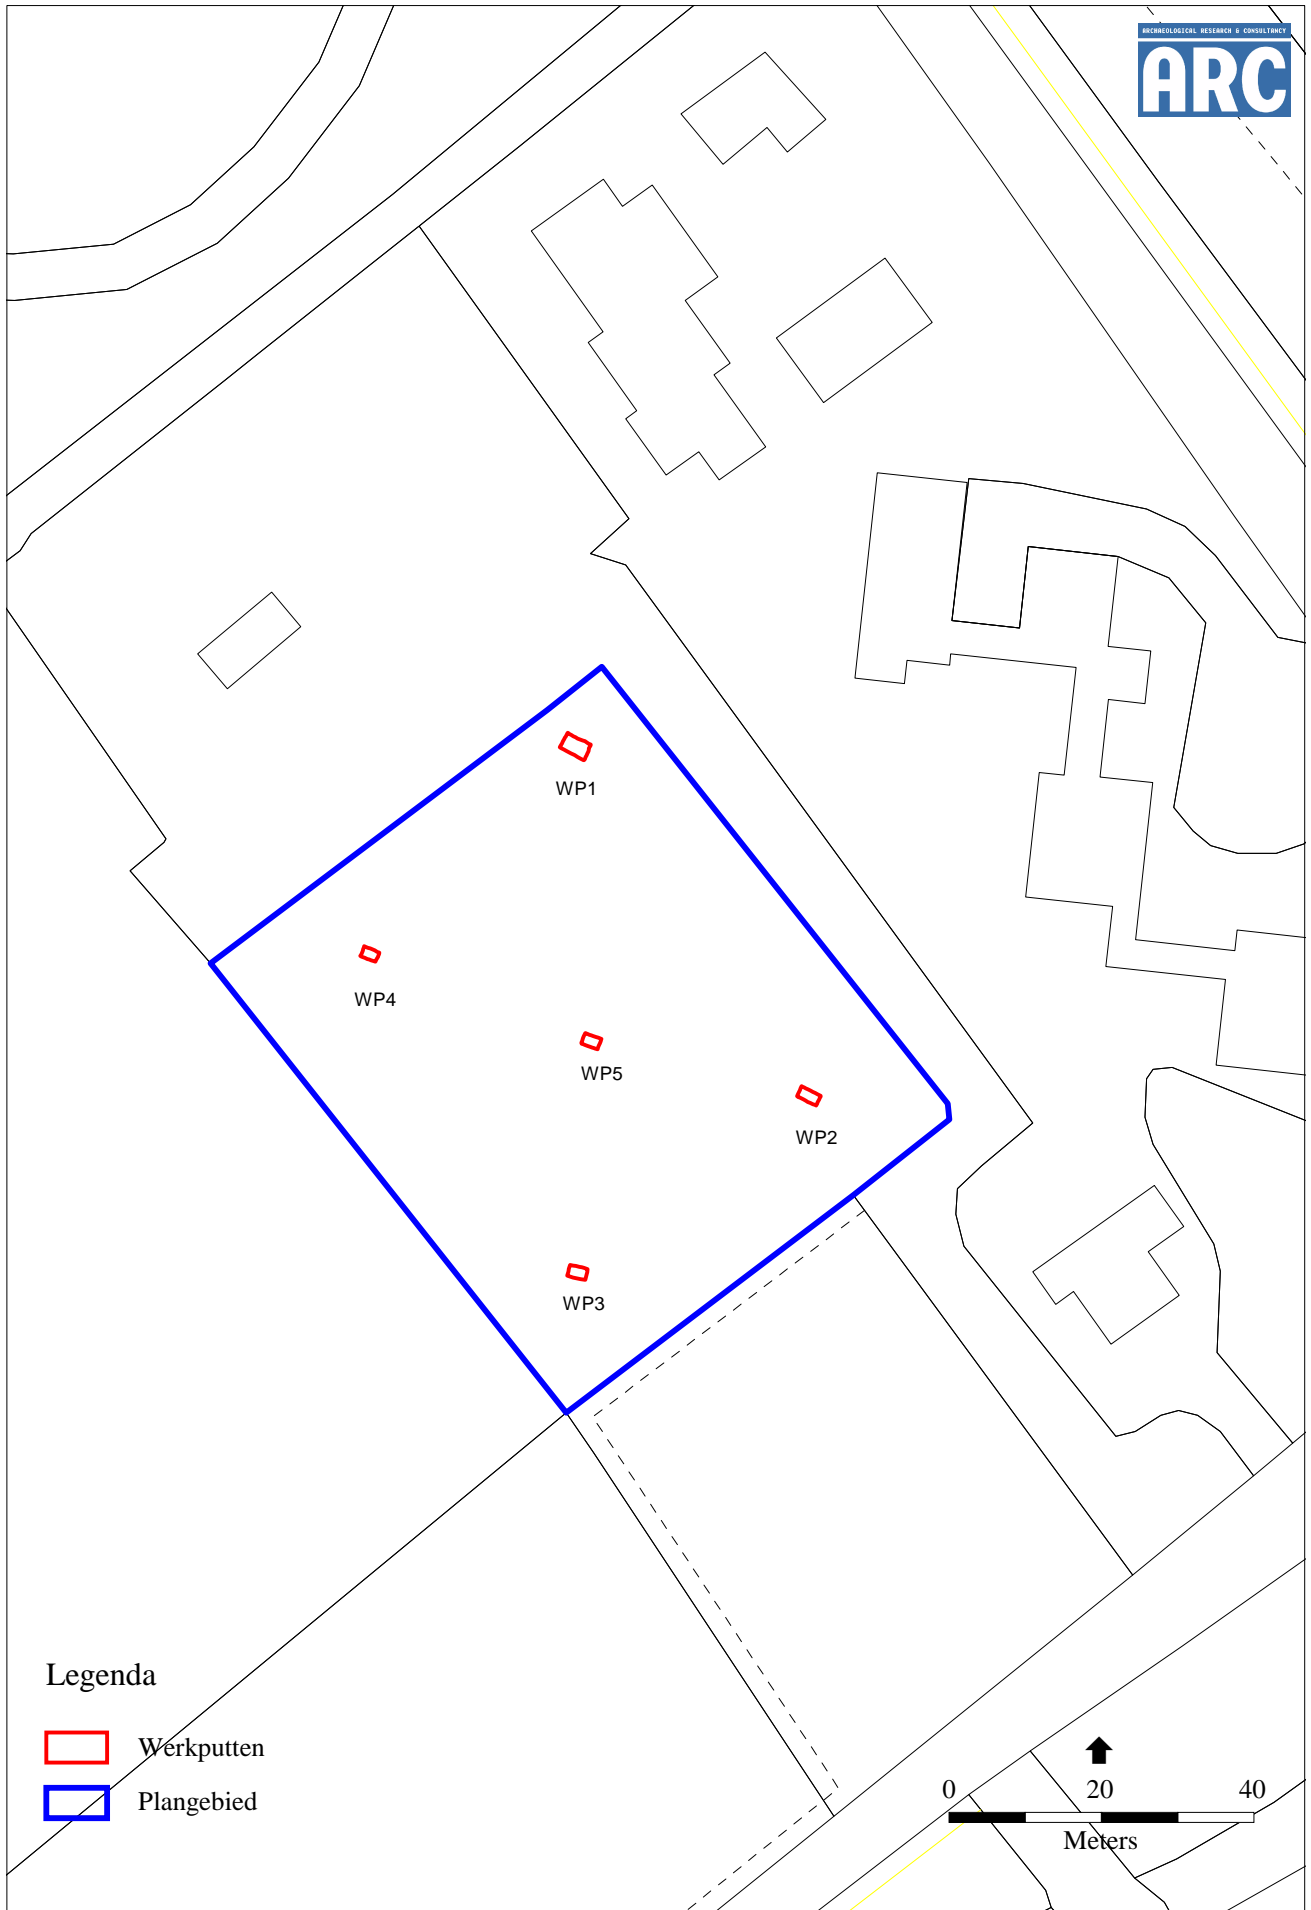 ARCHAEOLOGICAL RESEARCH & CONSULTANCY
ARC
WP1
WP4
WP5
WP2
WP3
Legenda
Werkputten
Plangebied
0 20 40
Meters